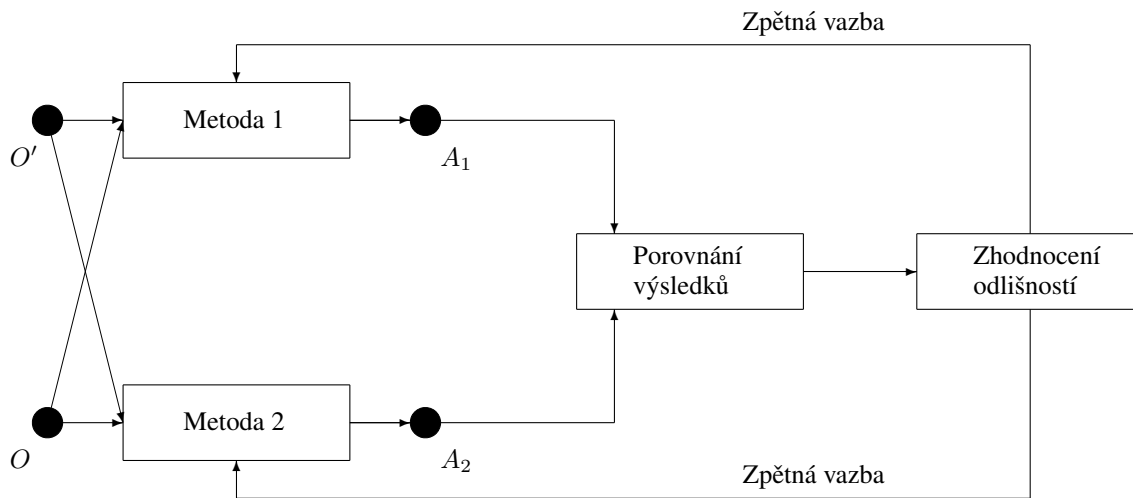 Zpětná vazba
Metoda 1
O′
A₁
Porovnání
výsledků
Zhodnocení
odlišností
Metoda 2
O
A₂
Zpětná vazba